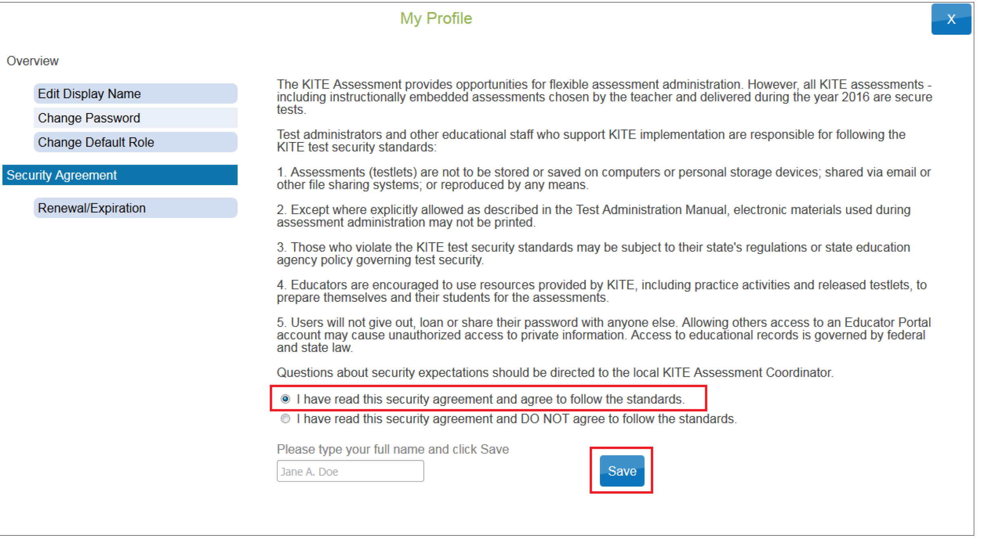 My Profile
X
Overview
Edit Display Name
Change Password
Change Default Role
Security Agreement
Renewal/Expiration
The KITE Assessment provides opportunities for flexible assessment administration. However, all KITE assessments -
including instructionally embedded assessments chosen by the teacher and delivered during the year 2016 are secure
tests.
Test administrators and other educational staff who support KITE implementation are responsible for following the
KITE test security standards:
1. Assessments (testlets) are not to be stored or saved on computers or personal storage devices; shared via email or
other file sharing systems; or reproduced by any means.
2. Except where explicitly allowed as described in the Test Administration Manual, electronic materials used during
assessment administration may not be printed.
3. Those who violate the KITE test security standards may be subject to their state's regulations or state education
agency policy governing test security.
4. Educators are encouraged to use resources provided by KITE, including practice activities and released testlets, to
prepare themselves and their students for the assessments.
5. Users will not give out, loan or share their password with anyone else. Allowing others access to an Educator Portal
account may cause unauthorized access to private information. Access to educational records is governed by federal
and state law.
Questions about security expectations should be directed to the local KITE Assessment Coordinator.
I have read this security agreement and agree to follow the standards.
I have read this security agreement and DO NOT agree to follow the standards.
Please type your full name and click Save
Jane A. Doe
Save